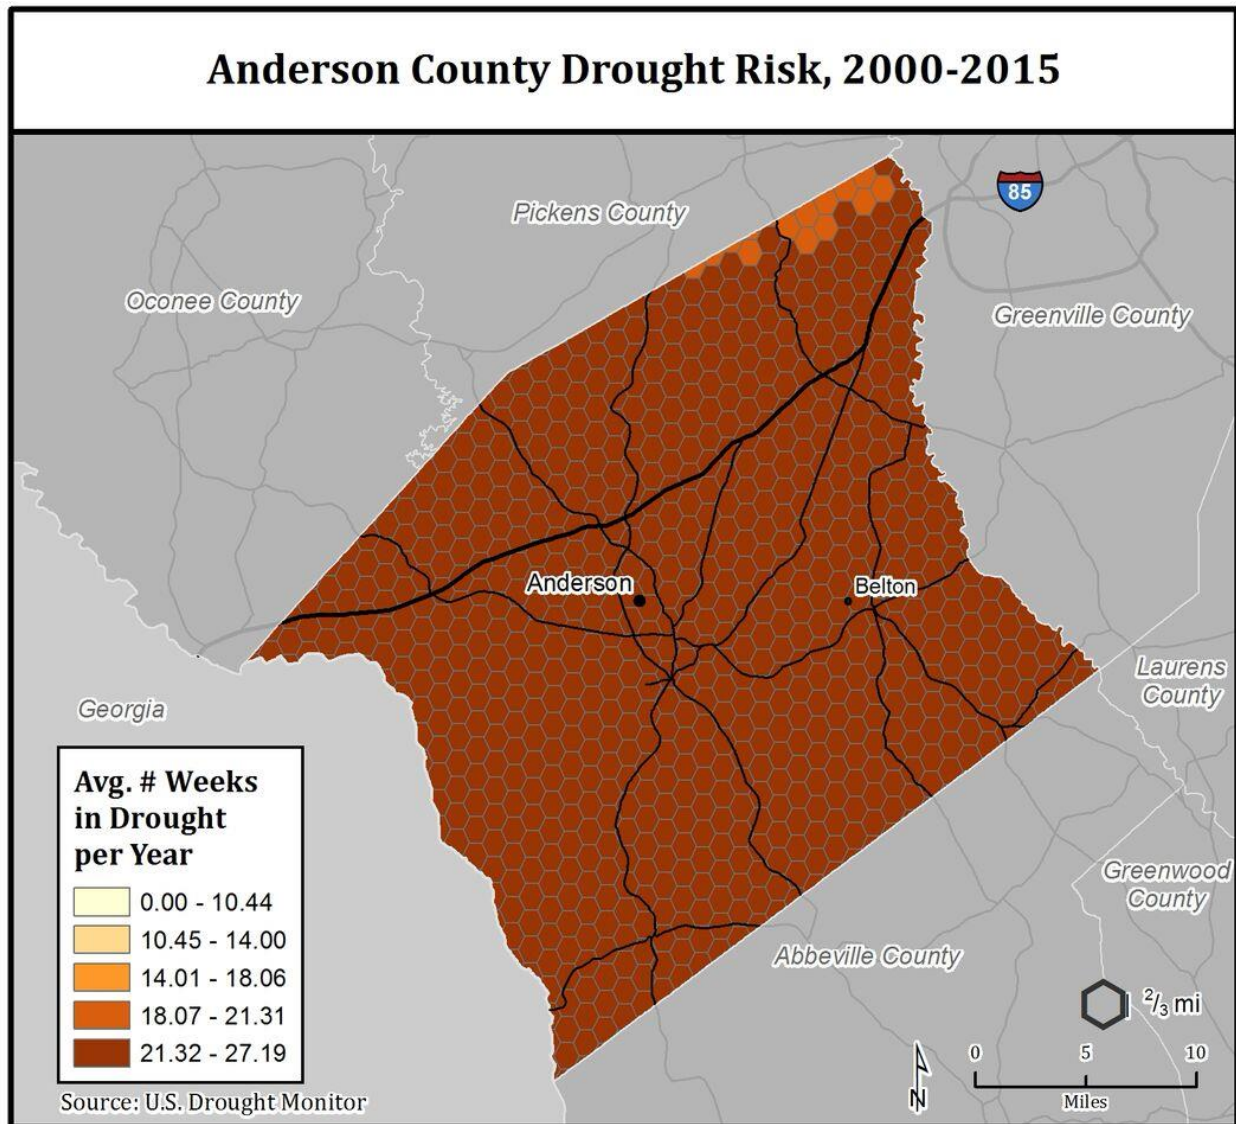 Anderson County Drought Risk, 2000-2015
85
Pickens County
Oconee County
Greenville County
Anderson
Belton
Laurens
County
Georgia
Avg. # Weeks
in Drought
per Year
0.00 - 10.44
10.45 - 14.00
14.01 - 18.06
18.07 - 21.31
21.32 - 27.19
Source: U.S. Drought Monitor
Greenwood
County
Abbeville County
2/3 mi
0 5 10
Miles
N